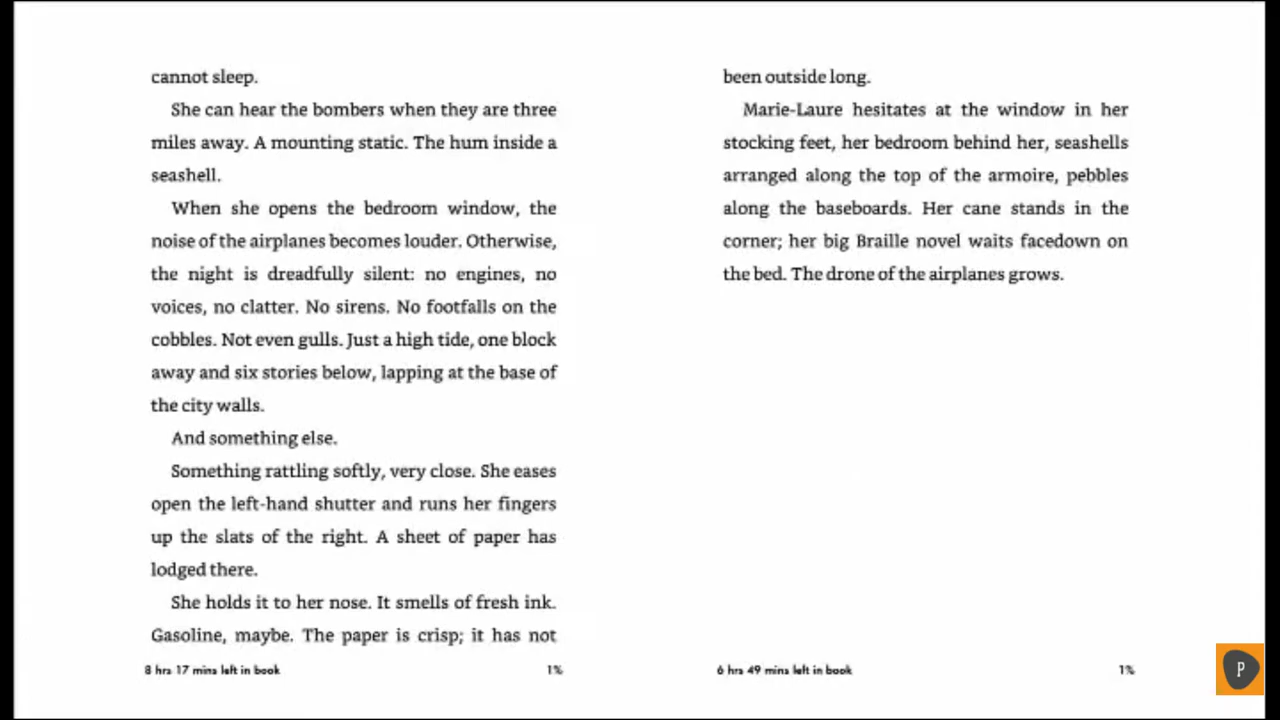 cannot sleep.
She can hear the bombers when they are three
miles away. A mounting static. The hum inside a
seashell.
When she opens the bedroom window, the
noise of the airplanes becomes louder. Otherwise,
the night is dreadfully silent: no engines, no
voices, no clatter. No sirens. No footfalls on the
cobbles. Not even gulls. Just a high tide, one block
away and six stories below, lapping at the base of
the city walls.
And something else.
Something rattling softly, very close. She eases
open the left-hand shutter and runs her fingers
up the slats of the right. A sheet of paper has
lodged there.
She holds it to her nose. It smells of fresh ink.
Gasoline, maybe. The paper is crisp; it has not
8 hrs 17 mins left in book
1%
been outside long.
Marie-Laure hesitates at the window in her
stocking feet, her bedroom behind her, seashells
arranged along the top of the armoire, pebbles
along the baseboards. Her cane stands in the
corner; her big Braille novel waits facedown on
the bed. The drone of the airplanes grows.
6 hrs 49 mins left in book
1%
P